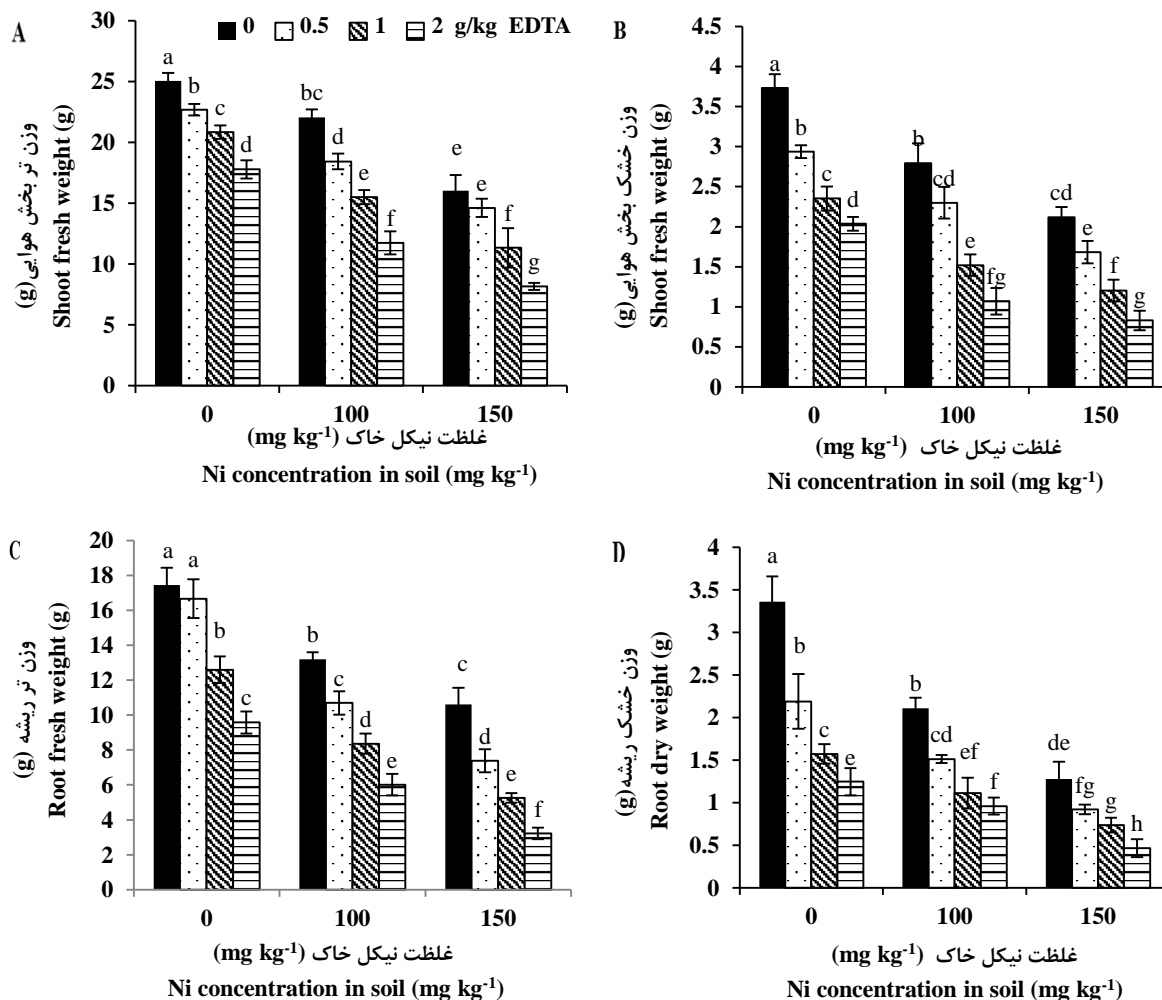 A
0 0.5 1 2 g/kg EDTA
وزن تر بخش هوایی (g)
Shoot fresh weight (g)
30
25
20
15
10
5
0
a
b
c
d
bc
d
e
f
e
e
f
g
0 100 150
غلظت نیکل خاک (mg kg-1)
Ni concentration in soil (mg kg-1)
B
وزن خشک بخش هوایی (g)
Shoot fresh weight (g)
4.5
4
3.5
3
2.5
2
1.5
1
0.5
0
a
b
c
d
b
cd
e
fg
cd
e
f
g
0 100 150
غلظت نیکل خاک (mg kg-1)
Ni concentration in soil (mg kg-1)
C
وزن تر ریشه (g)
Root fresh weight (g)
20
18
16
14
12
10
8
6
4
2
0
a
a
b
c
b
c
d
e
c
d
e
f
0 100 150
غلظت نیکل خاک (mg kg-1)
Ni concentration in soil (mg kg-1)
D
وزن خشک ریشه (g)
Root dry weight (g)
4
3.5
3
2.5
2
1.5
1
0.5
0
a
b
c
e
b
cd
ef
f
de
fg
g
h
0 100 150
غلظت نیکل خاک (mg kg-1)
Ni concentration in soil (mg kg-1)